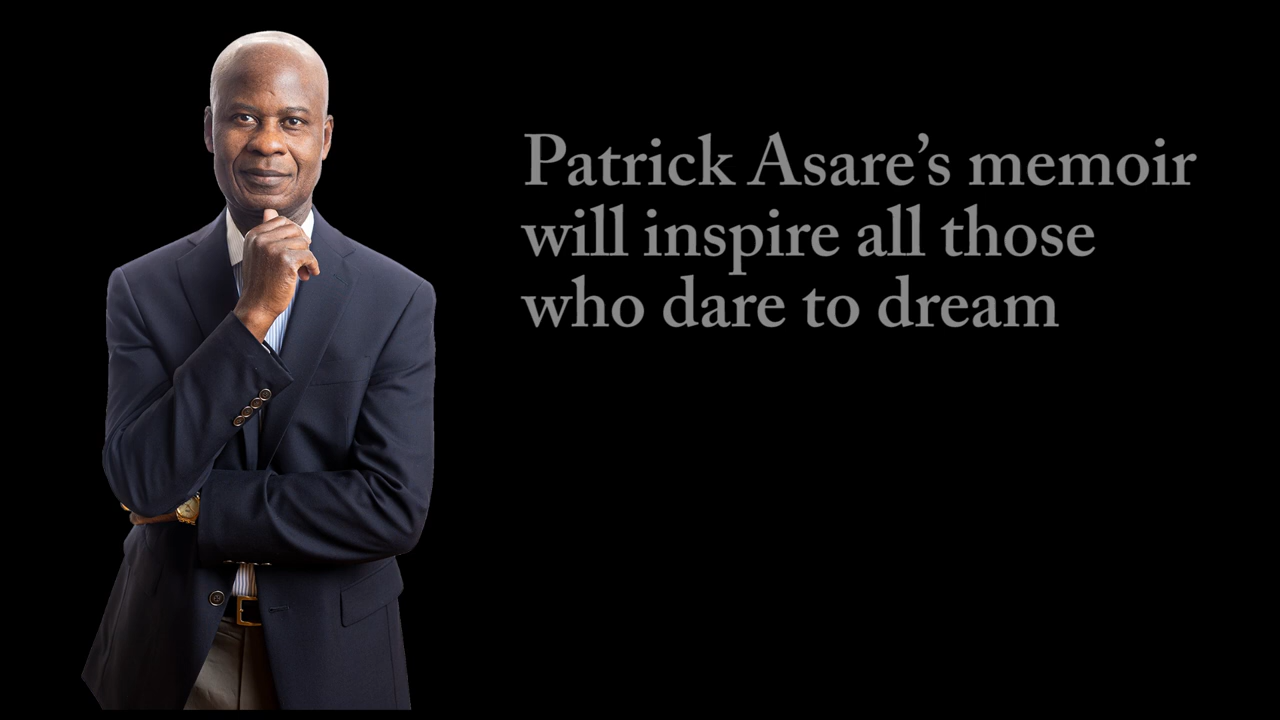 Patrick Asare’s memoir
will inspire all those
who dare to dream